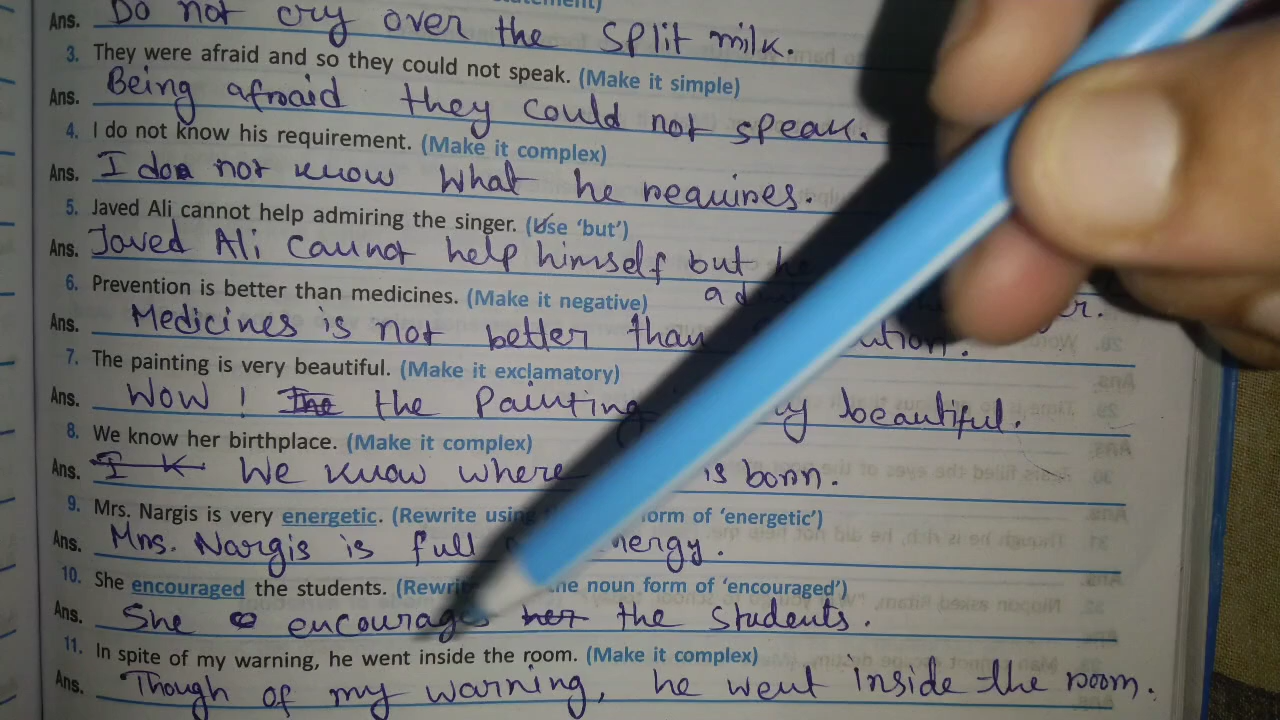 Ans. Do not cry over the split milk.
3. They were afraid and so they could not speak. (Make it simple)
Ans. Being afraid they could not speak.
4. I do not know his requirement. (Make it complex)
Ans. I do not know what he requires.
5. Javed Ali cannot help admiring the singer. (Use 'but')
Ans. Javed Ali cannot help himself but he
6. Prevention is better than medicines. (Make it negative)
Ans. Medicines is not better than
7. The painting is very beautiful. (Make it exclamatory)
Ans. Wow! the Painting beautiful.
8. We know her birthplace. (Make it complex)
Ans. We know where is born.
9. Mrs. Nargis is very energetic. (Rewrite using form of 'energetic')
Ans. Mrs. Nargis is full energy.
10. She encouraged the students. (Rewrite the noun form of 'encouraged')
Ans. She encourages the students.
11. In spite of my warning, he went inside the room. (Make it complex)
Ans. Though of my warning, he went inside the room.